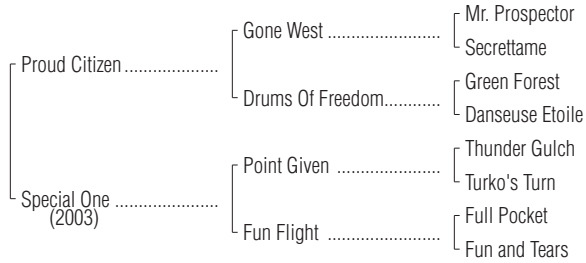 Mr. Prospector
Gone West ......................
Secrettame
Proud Citizen ...................
Green Forest
Drums Of Freedom............
Danseuse Etoile
Thunder Gulch
Point Given .....................
Turko's Turn
Special One .....................
(2003)
Full Pocket
Fun Flight ........................
Fun and Tears